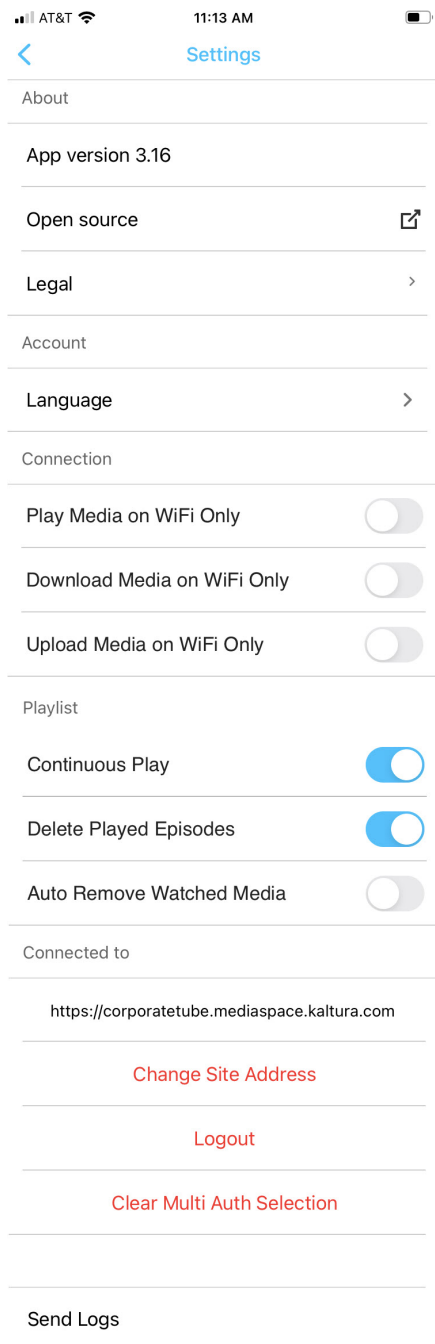 AT&T 11:13 AM
Settings
About
App version 3.16
Open source
Legal
Account
Language
Connection
Play Media on WiFi Only
Download Media on WiFi Only
Upload Media on WiFi Only
Playlist
Continuous Play
Delete Played Episodes
Auto Remove Watched Media
Connected to
https://corporatetube.mediaspace.kaltura.com
Change Site Address
Logout
Clear Multi Auth Selection
Send Logs